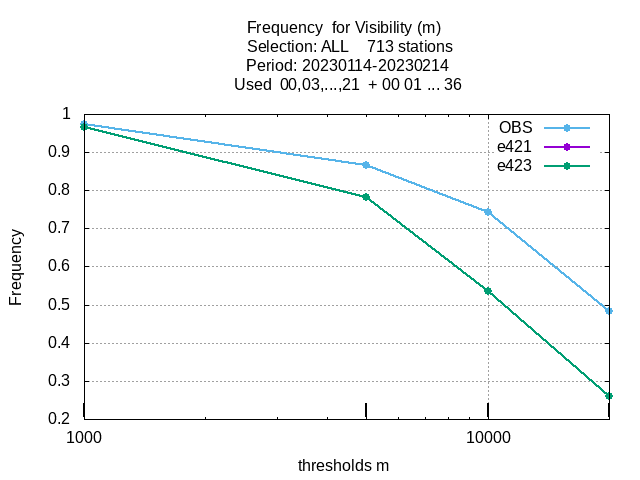 Frequency  for Visibility (m)
Selection: ALL    713 stations
Period: 20230114-20230214
Used  00,03,...,21  + 00 01 ... 36
1
0.9
0.8
0.7
0.6
0.5
0.4
0.3
0.2
Frequency
OBS
e421
e423
1000
10000
thresholds m